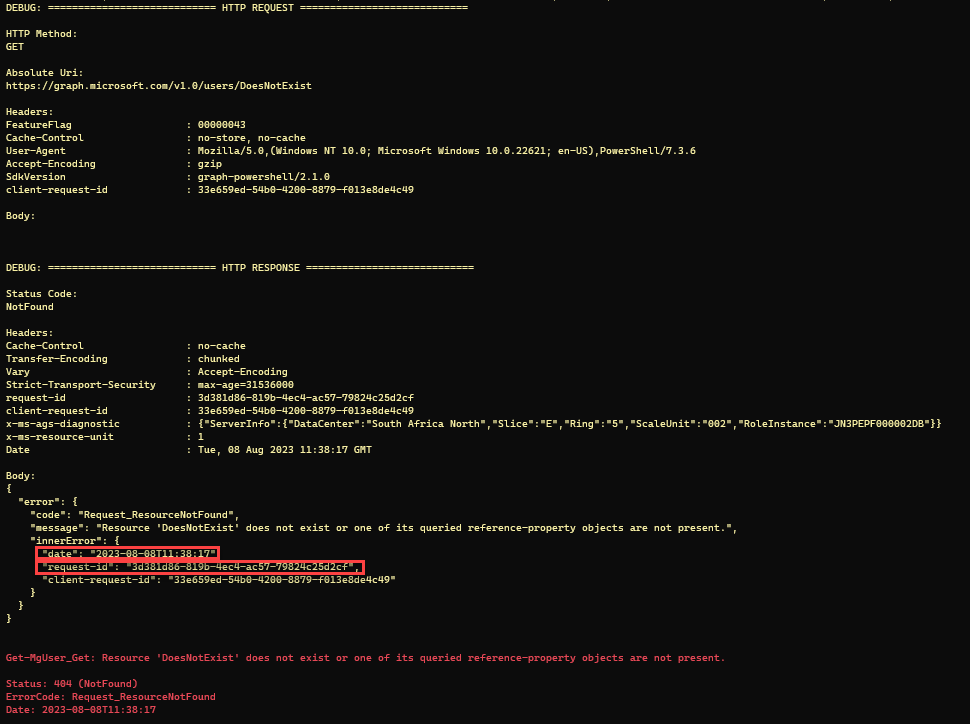 DEBUG: ============================ HTTP REQUEST ============================
HTTP Method:
GET
Absolute Uri:
https://graph.microsoft.com/v1.0/users/DoesNotExist
Headers:
FeatureFlag                   : 00000043
Cache-Control                 : no-store, no-cache
User-Agent                    : Mozilla/5.0,(Windows NT 10.0; Microsoft Windows 10.0.22621; en-US),PowerShell/7.3.6
Accept-Encoding               : gzip
SdkVersion                    : graph-powershell/2.1.0
client-request-id             : 33e659ed-54b0-4200-8879-f013e8de4c49
Body:
DEBUG: ============================ HTTP RESPONSE ============================
Status Code:
NotFound
Headers:
Cache-Control                 : no-cache
Transfer-Encoding             : chunked
Vary                          : Accept-Encoding
Strict-Transport-Security     : max-age=31536000
request-id                    : 3d381d86-819b-4ec4-ac57-79824c25d2cf
client-request-id             : 33e659ed-54b0-4200-8879-f013e8de4c49
x-ms-ags-diagnostic           : {"ServerInfo":{"DataCenter":"South Africa North","Slice":"E","Ring":"5","ScaleUnit":"002","RoleInstance":"JN3PEPF000002DB"}}
x-ms-resource-unit            : 1
Date                          : Tue, 08 Aug 2023 11:38:17 GMT
Body:
{
  "error": {
    "code": "Request_ResourceNotFound",
    "message": "Resource 'DoesNotExist' does not exist or one of its queried reference-property objects are not present.",
    "innerError": {
      "date": "2023-08-08T11:38:17"
      "request-id": "3d381d86-819b-4ec4-ac57-79824c25d2cf",
      "client-request-id": "33e659ed-54b0-4200-8879-f013e8de4c49"
    }
  }
}
Get-MgUser_Get: Resource 'DoesNotExist' does not exist or one of its queried reference-property objects are not present.
Status: 404 (NotFound)
ErrorCode: Request_ResourceNotFound
Date: 2023-08-08T11:38:17